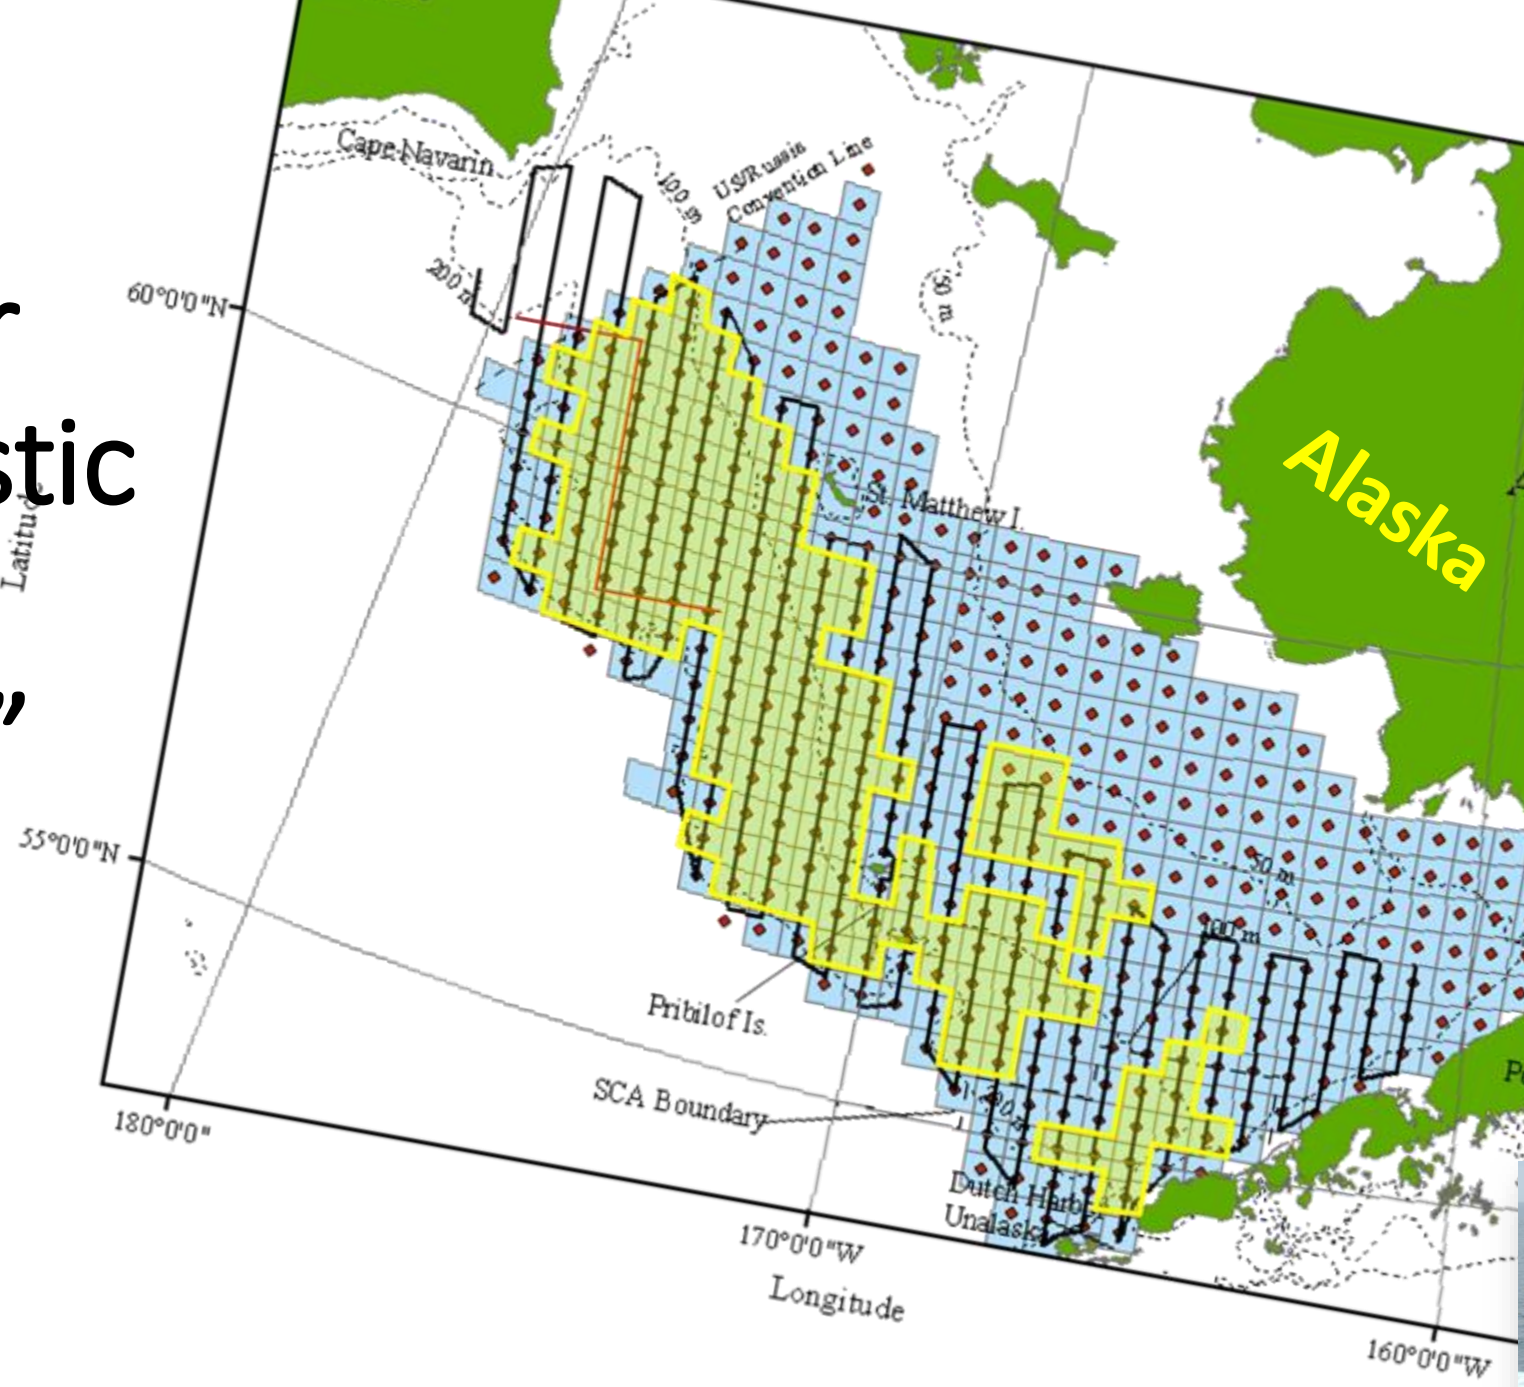 r
stic
”
Latitude
60°0'0"N
55°0'0"N
Cape Navarin
200 m
100 m
US/Russia
Convention Line
50 m
St. Matthew I.
Alaska
50 m
100 m
Pribilof Is.
SCA Boundary
200 m
Dutch Harb
Unalaska
180°0'0"
170°0'0"W
160°0'0"W
Longitude